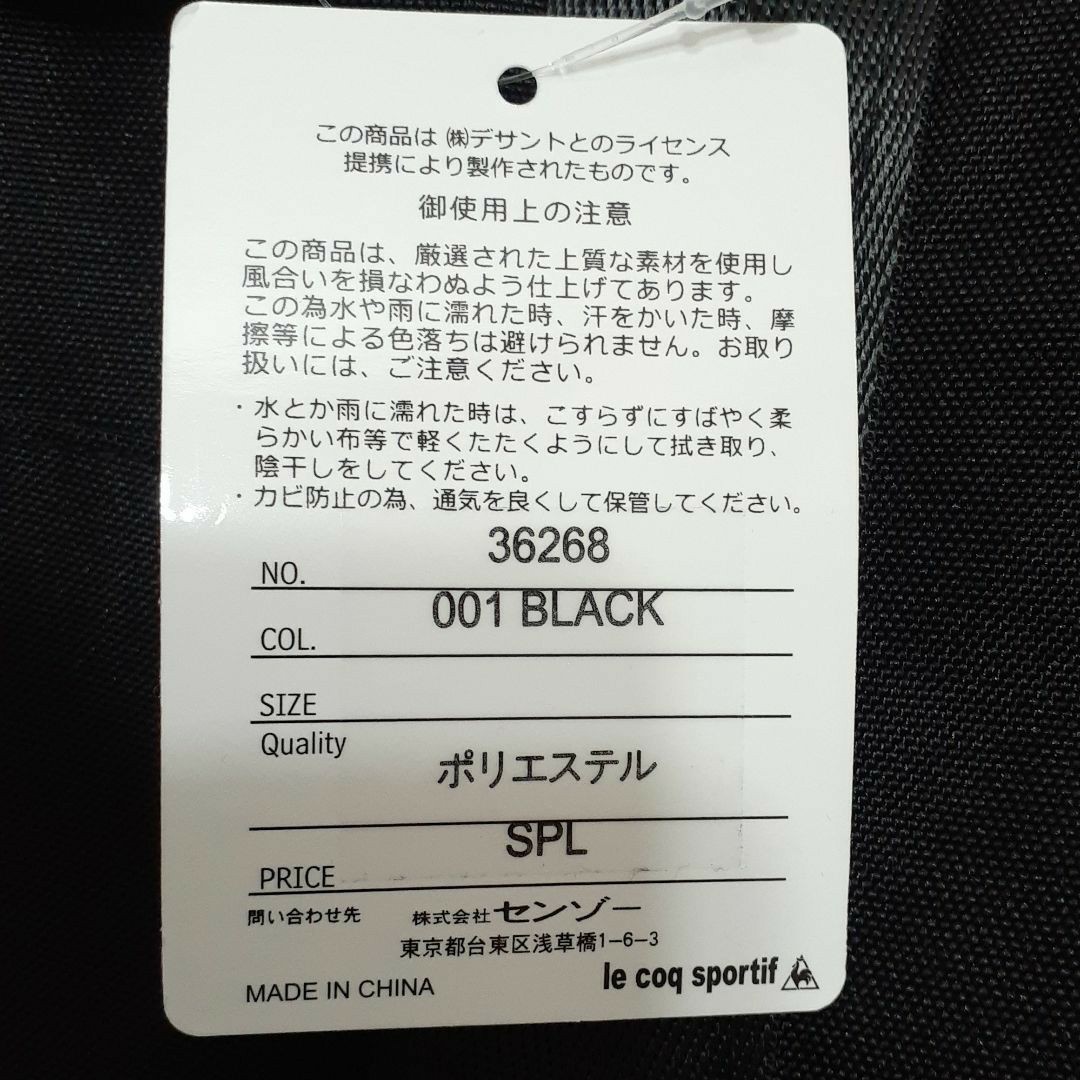 この商品は ㈱デサントとのライセンス
提携により製作されたものです。
御使用上の注意
この商品は、厳選された上質な素材を使用し
風合いを損なわぬよう仕上げてあります。
この為水や雨に濡れた時、汗をかいた時、摩
擦等による色落ちは避けられません。お取り
扱いには、ご注意ください。
・水とか雨に濡れた時は、こすらずにすばやく柔
らかい布等で軽くたたくようにして拭き取り、
陰干しをしてください。
・カビ防止の為、通気を良くして保管してください。
NO. 36268
COL. 001 BLACK
SIZE
Quality ポリエステル
PRICE SPL
問い合わせ先 株式会社センゾー
東京都台東区浅草橋1-6-3
MADE IN CHINA le coq sportif